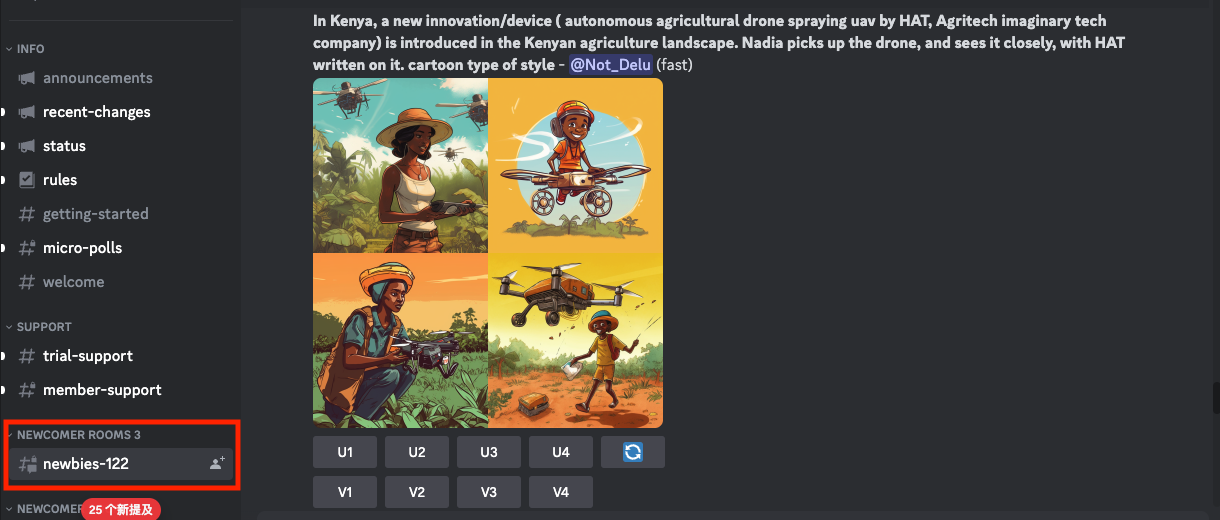 INFO
announcements
recent-changes
status
rules
getting-started
micro-polls
welcome
SUPPORT
trial-support
member-support
NEWCOMER ROOMS 3
newbies-122
NEWCOMER
25 个新提及
In Kenya, a new innovation/device ( autonomous agricultural drone spraying uav by HAT, Agritech imaginary tech
company) is introduced in the Kenyan agriculture landscape. Nadia picks up the drone, and sees it closely, with HAT
written on it. cartoon type of style - @Not_Delu (fast)
U1 U2 U3 U4
V1 V2 V3 V4